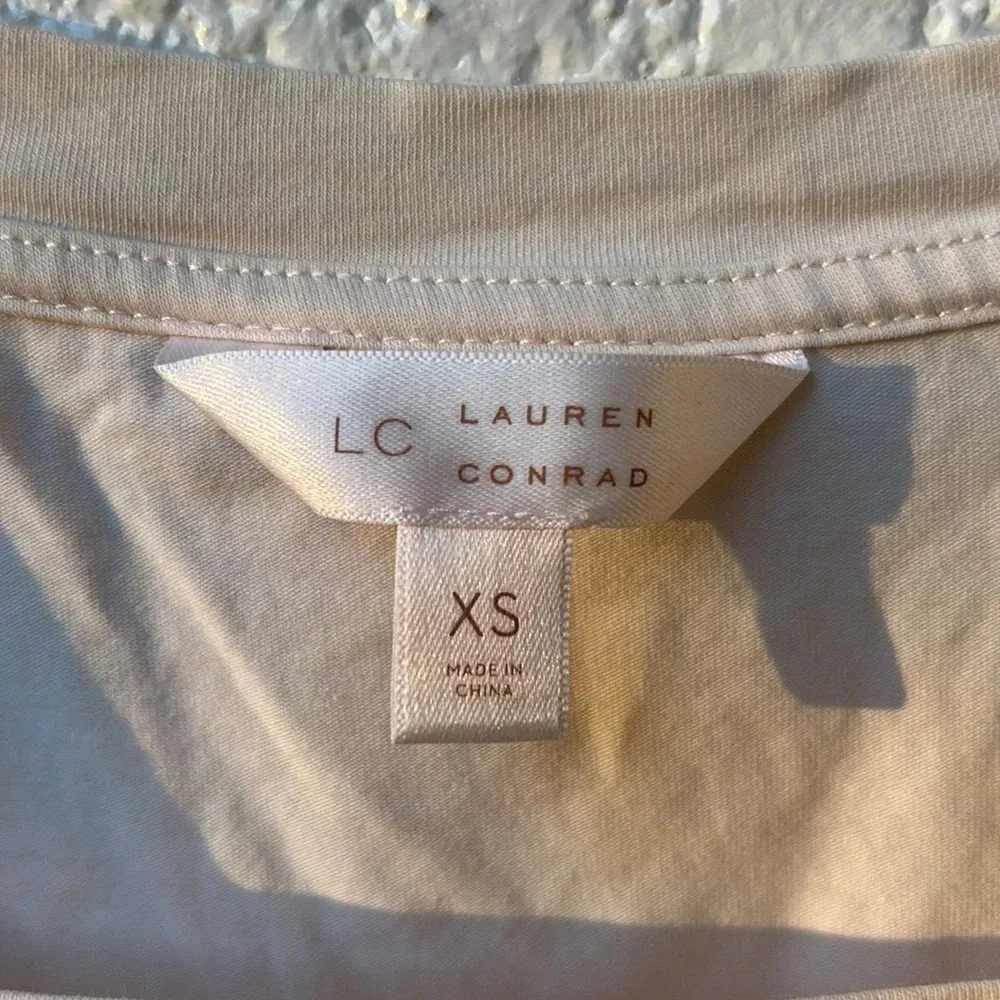 LC LAUREN
CONRAD
XS
MADE IN
CHINA